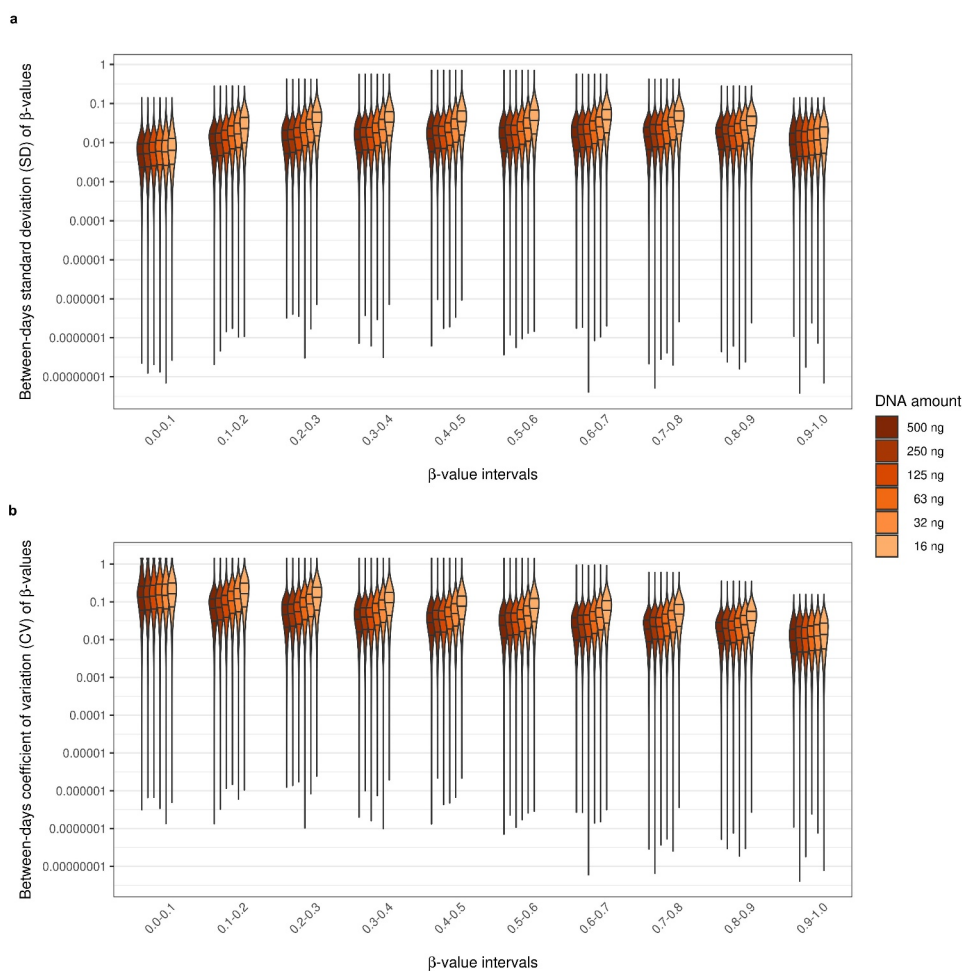 a
Between-days standard deviation (SD) of β-values
1
0.1
0.01
0.001
0.0001
0.00001
0.000001
0.0000001
0.00000001
0.0-0.1
0.1-0.2
0.2-0.3
0.3-0.4
0.4-0.5
0.5-0.6
0.6-0.7
0.7-0.8
0.8-0.9
0.9-1.0
β-value intervals
DNA amount
500 ng
250 ng
125 ng
63 ng
32 ng
16 ng
b
Between-days coefficient of variation (CV) of β-values
1
0.1
0.01
0.001
0.0001
0.00001
0.000001
0.0000001
0.00000001
0.0-0.1
0.1-0.2
0.2-0.3
0.3-0.4
0.4-0.5
0.5-0.6
0.6-0.7
0.7-0.8
0.8-0.9
0.9-1.0
β-value intervals